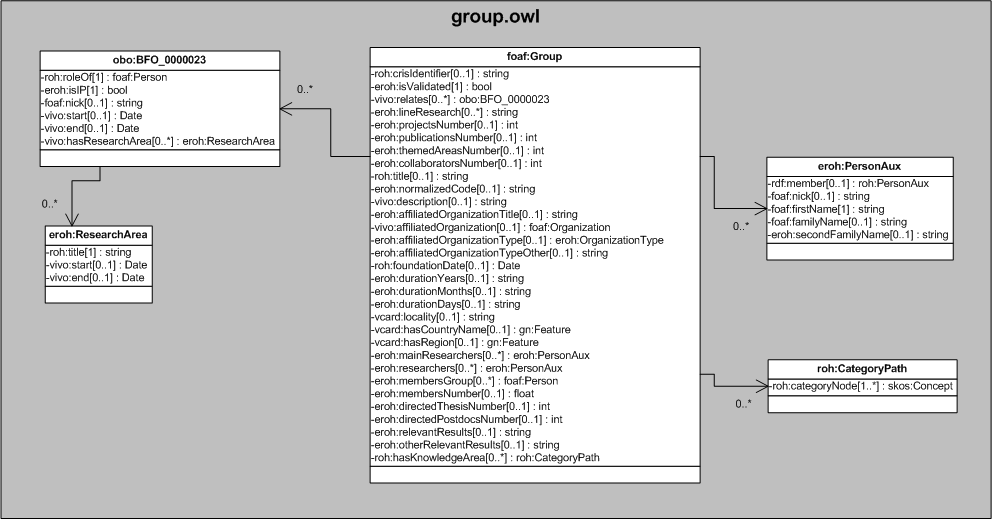 group.owl
obo:BFO_0000023
-roh:roleOf[1] : foaf:Person
-eroh:isIP[1] : bool
-foaf:nick[0..1] : string
-vivo:start[0..1] : Date
-vivo:end[0..1] : Date
-vivo:hasResearchArea[0..*] : eroh:ResearchArea
0..*
0..*
eroh:ResearchArea
-roh:title[1] : string
-vivo:start[0..1] : Date
-vivo:end[0..1] : Date
foaf:Group
-roh:crisIdentifier[0..1] : string
-eroh:isValidated[1] : bool
-vivo:relates[0..*] : obo:BFO_0000023
-eroh:lineResearch[0..*] : string
-eroh:projectsNumber[0..1] : int
-eroh:publicationsNumber[0..1] : int
-eroh:themedAreasNumber[0..1] : int
-eroh:collaboratorsNumber[0..1] : int
-roh:title[0..1] : string
-eroh:normalizedCode[0..1] : string
-vivo:description[0..1] : string
-eroh:affiliatedOrganizationTitle[0..1] : string
-vivo:affiliatedOrganization[0..1] : foaf:Organization
-eroh:affiliatedOrganizationType[0..1] : eroh:OrganizationType
-eroh:affiliatedOrganizationTypeOther[0..1] : string
-roh:foundationDate[0..1] : Date
-eroh:durationYears[0..1] : string
-eroh:durationMonths[0..1] : string
-eroh:durationDays[0..1] : string
-vcard:locality[0..1] : string
-vcard:hasCountryName[0..1] : gn:Feature
-vcard:hasRegion[0..1] : gn:Feature
-eroh:mainResearchers[0..*] : eroh:PersonAux
-eroh:researchers[0..*] : eroh:PersonAux
-eroh:membersGroup[0..*] : foaf:Person
-eroh:membersNumber[0..1] : float
-eroh:directedThesisNumber[0..1] : int
-eroh:directedPostdocsNumber[0..1] : int
-eroh:relevantResults[0..1] : string
-eroh:otherRelevantResults[0..1] : string
-roh:hasKnowledgeArea[0..*] : roh:CategoryPath
eroh:PersonAux
-rdf:member[0..1] : roh:PersonAux
-foaf:nick[0..1] : string
-foaf:firstName[1] : string
-foaf:familyName[0..1] : string
-eroh:secondFamilyName[0..1] : string
0..*
roh:CategoryPath
-roh:categoryNode[1..*] : skos:Concept
0..*